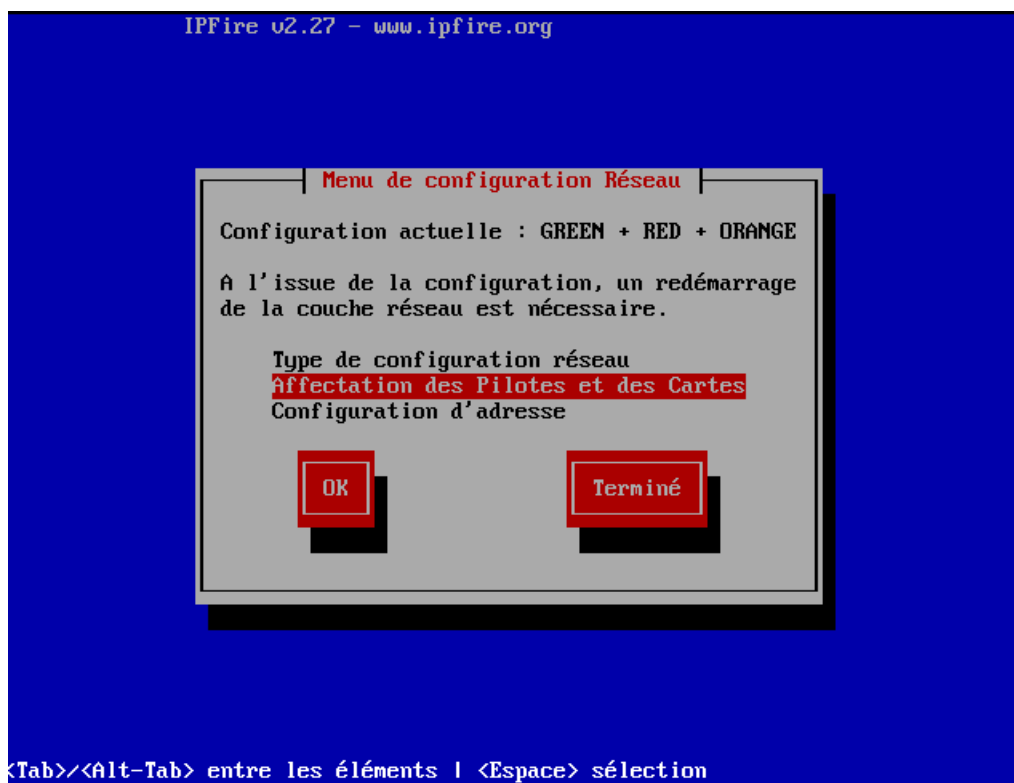 IPFire v2.27 - www.ipfire.org
Menu de configuration Réseau
Configuration actuelle : GREEN + RED + ORANGE
A l'issue de la configuration, un redémarrage
de la couche réseau est nécessaire.
Type de configuration réseau
Affectation des Pilotes et des Cartes
Configuration d'adresse
OK Terminé
<Tab>/<Alt-Tab> entre les éléments | <Espace> sélection